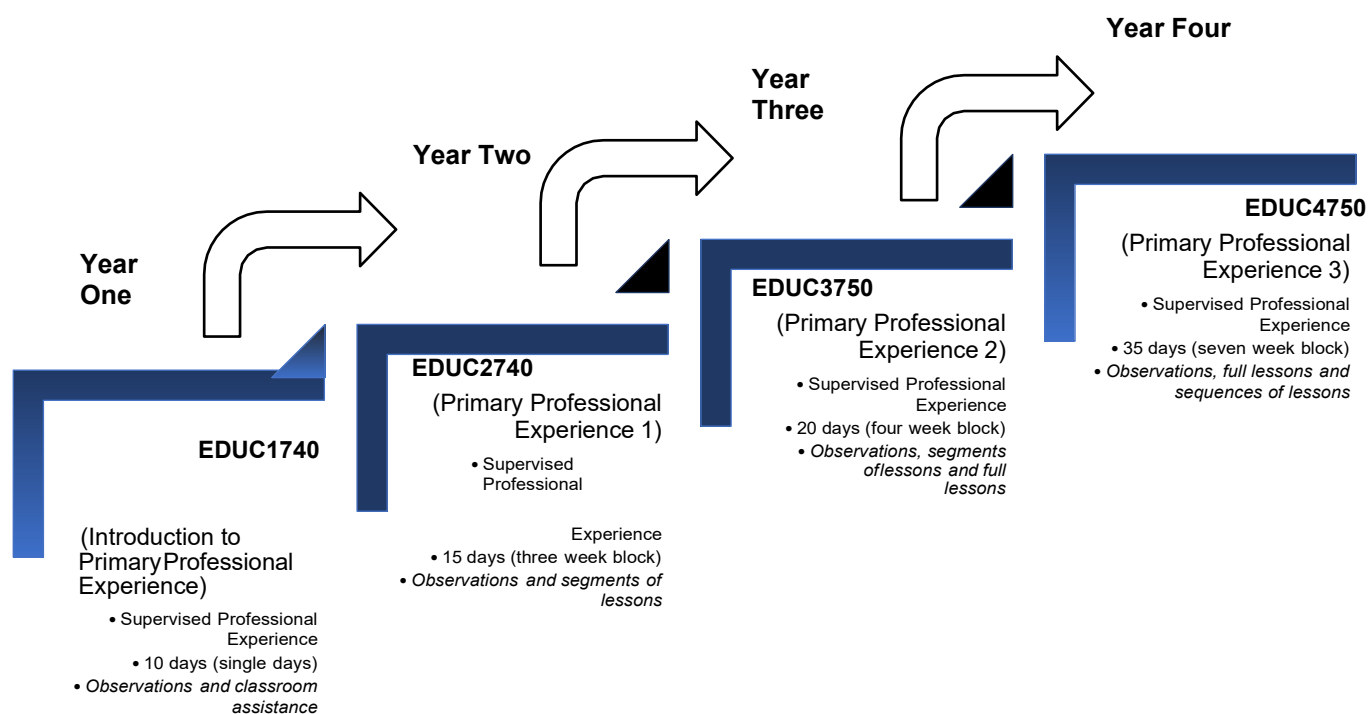 Year
One
EDUC1740
(Introduction to
PrimaryProfessional
Experience)
• Supervised Professional
Experience
• 10 days (single days)
• Observations and classroom
assistance
Year Two
EDUC2740
(Primary Professional
Experience 1)
• Supervised
Professional
Experience
• 15 days (three week block)
• Observations and segments of
lessons
Year
Three
EDUC3750
(Primary Professional
Experience 2)
• Supervised Professional
Experience
• 20 days (four week block)
• Observations, segments
oflessons and full
lessons
Year Four
EDUC4750
(Primary Professional
Experience 3)
• Supervised Professional
Experience
• 35 days (seven week block)
• Observations, full lessons and
sequences of lessons